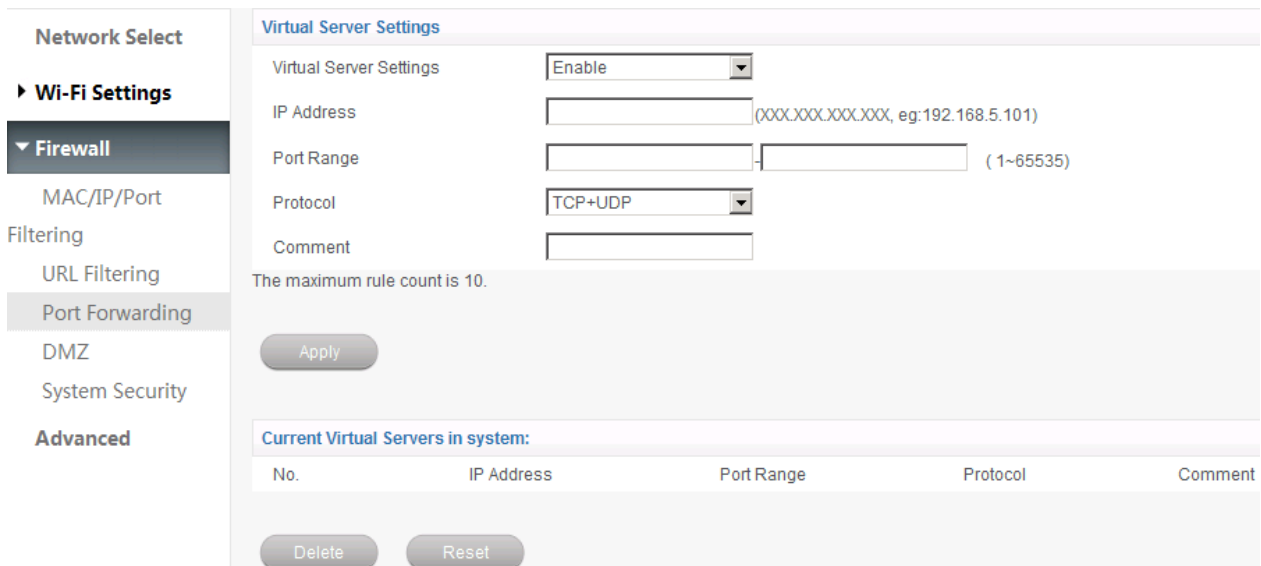 Network Select
Wi-Fi Settings
Firewall
MAC/IP/Port
Filtering
URL Filtering
Port Forwarding
DMZ
System Security
Advanced
Virtual Server Settings
Virtual Server Settings Enable
IP Address (XXX.XXX.XXX.XXX, eg:192.168.5.101)
Port Range - ( 1~65535)
Protocol TCP+UDP
Comment
The maximum rule count is 10.
Apply
Current Virtual Servers in system:
No. IP Address Port Range Protocol Comment
Delete Reset